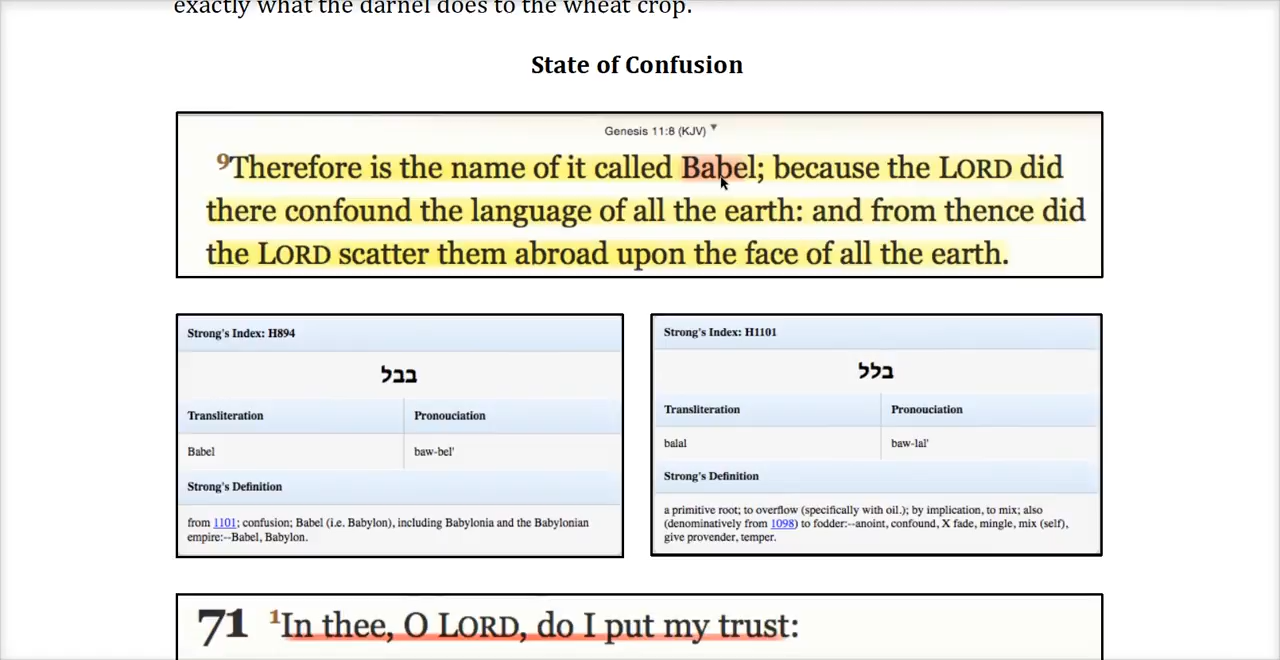 exactly what the darnel does to the wheat crop.
State of Confusion
Genesis 11:8 (KJV) ▼
9Therefore is the name of it called Babel; because the LORD did
there confound the language of all the earth: and from thence did
the LORD scatter them abroad upon the face of all the earth.
Strong's Index: H894
בבל
Transliteration Pronouciation
Babel baw-bel'
Strong's Definition
from 1101; confusion; Babel (i.e. Babylon), including Babylonia and the Babylonian
empire:--Babel, Babylon.
Strong's Index: H1101
בלל
Transliteration Pronouciation
balal baw-lal'
Strong's Definition
a primitive root; to overflow (specifically with oil.); by implication, to mix; also
(denominatively from 1098) to fodder:--anoint, confound, X fade, mingle, mix (self),
give provender, temper.
71 1In thee, O LORD, do I put my trust: